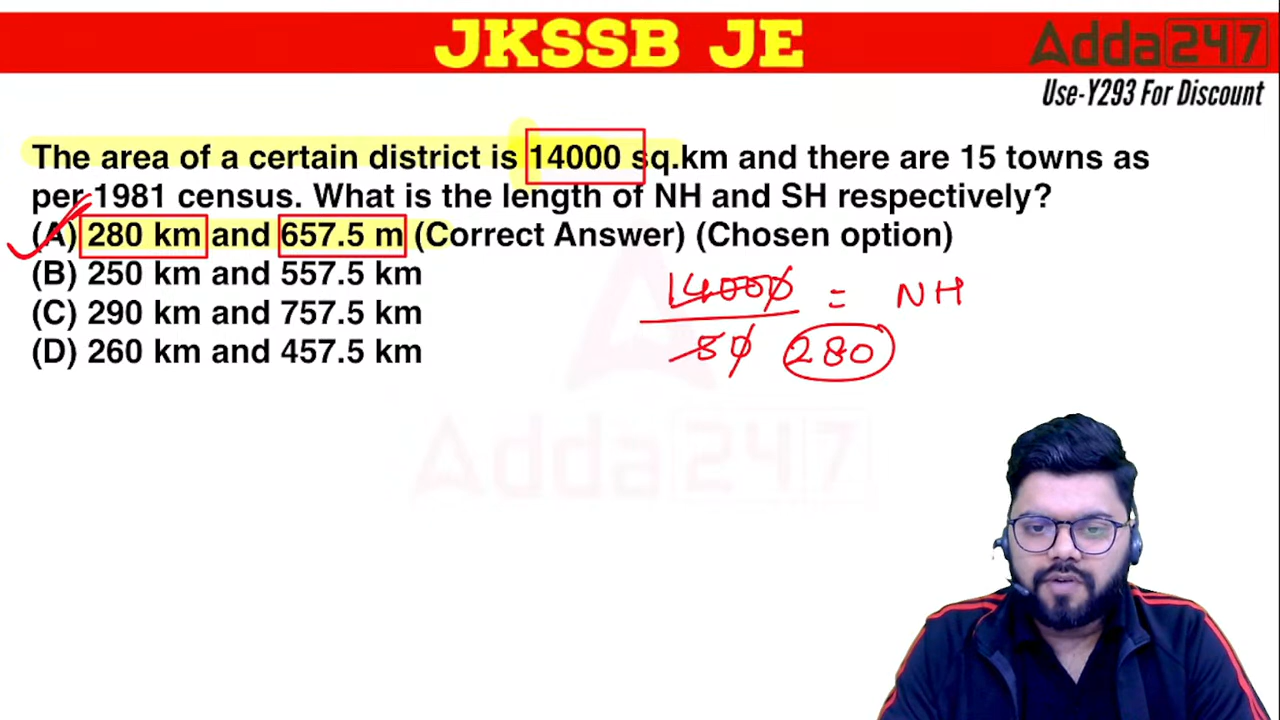 JKSSB JE
Adda247
Use-Y293 For Discount
The area of a certain district is 14000 sq.km and there are 15 towns as
per 1981 census. What is the length of NH and SH respectively?
(A) 280 km and 657.5 m (Correct Answer) (Chosen option)
(B) 250 km and 557.5 km
(C) 290 km and 757.5 km
(D) 260 km and 457.5 km
14000 = NH
50 280
Adda247